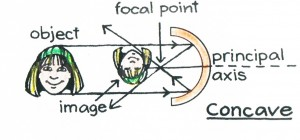 focal point
object
principal
axis
image
Concave